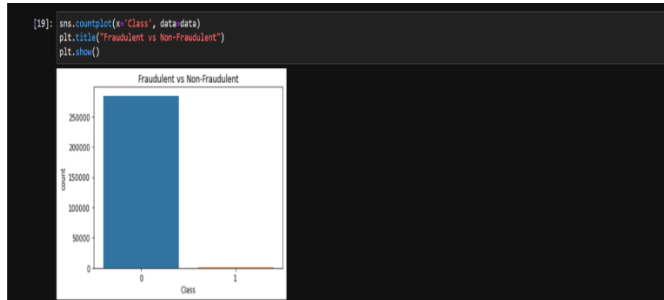 [19]: sns.countplot(x='Class', data=data)
plt.title("Fraudulent vs Non-Fraudulent")
plt.show()
Fraudulent vs Non-Fraudulent
250000
200000
150000
100000
50000
0
count
0 1
Class